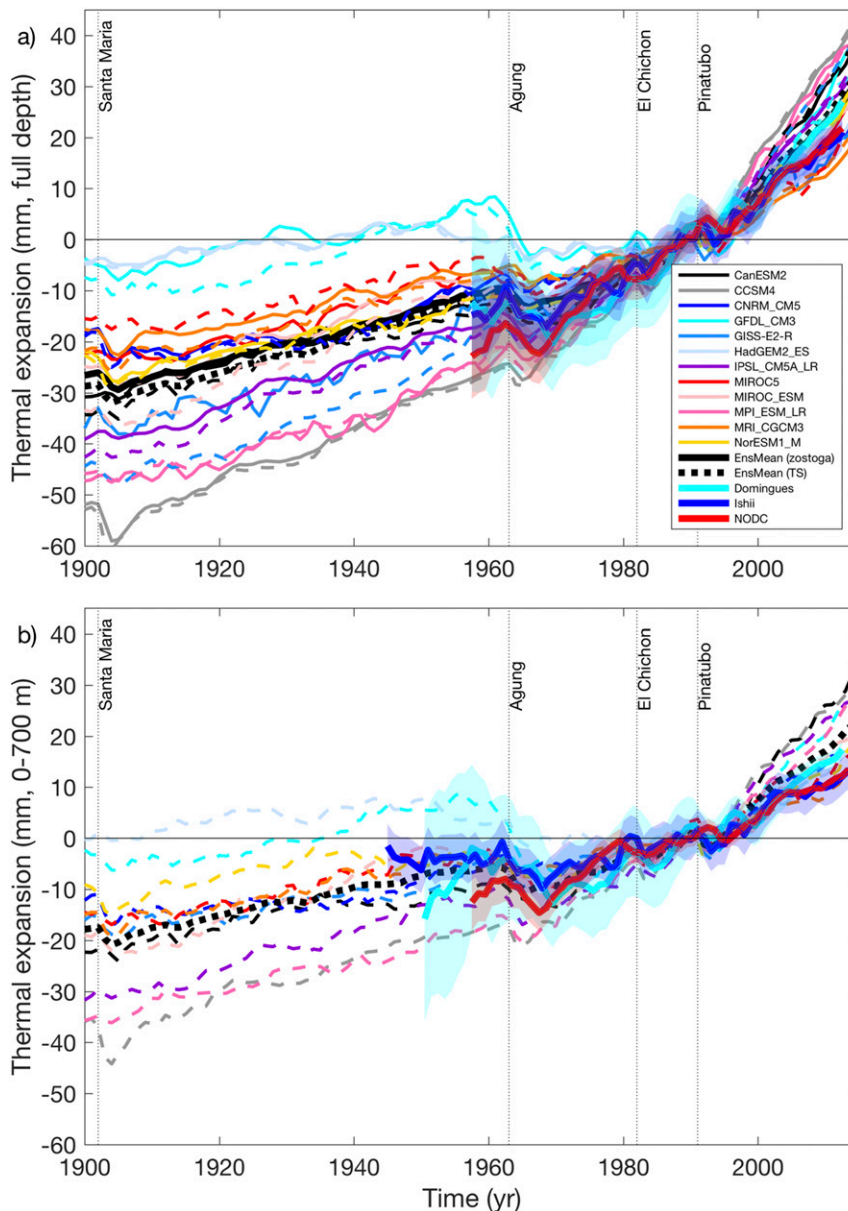 a)
Thermal expansion (mm, full depth)
40
30
20
10
0
-10
-20
-30
-40
-50
-60
Santa Maria
Agung
El Chichon
Pinatubo
CanESM2
CCSM4
CNRM_CM5
GFDL_CM3
GISS-E2-R
HadGEM2_ES
IPSL_CM5A_LR
MIROC5
MIROC_ESM
MPI_ESM_LR
MRI_CGCM3
NorESM1_M
EnsMean (zostoga)
EnsMean (TS)
Domingues
Ishii
NODC
1900 1920 1940 1960 1980 2000
b)
Thermal expansion (mm, 0-700 m)
40
30
20
10
0
-10
-20
-30
-40
-50
-60
Santa Maria
Agung
El Chichon
Pinatubo
1900 1920 1940 1960 1980 2000
Time (yr)